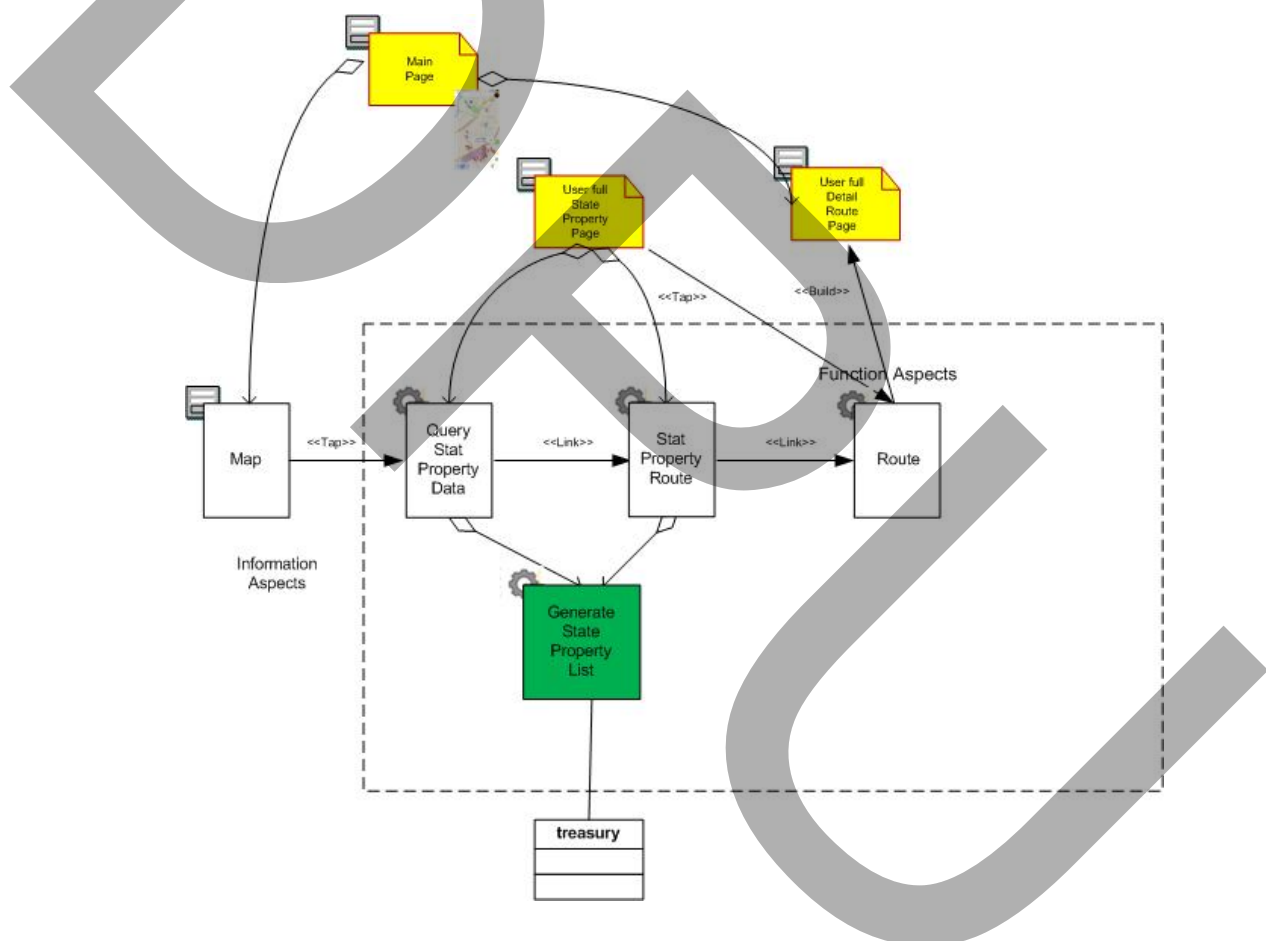 Main
Page
User full
State
Property
Page
User full
Detail
Route
Page
<<Tap>>
<<Build>>
Function Aspects
Map
<<Tap>>
Query
Stat
Property
Data
<<Link>>
Stat
Property
Route
<<Link>>
Route
Information
Aspects
Generate
State
Property
List
treasury
DPU